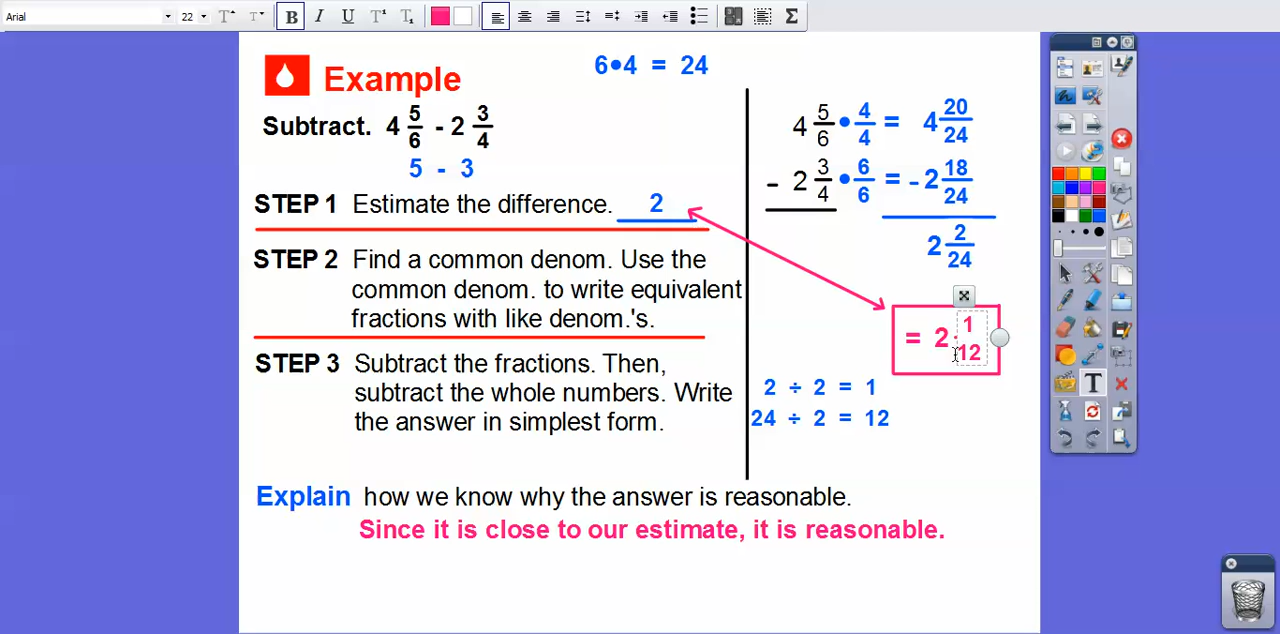 Arial 22 T T B I U T¹ T₁ Σ
6•4 = 24
Example
Subtract. 4 5/6 - 2 3/4
5 - 3
STEP 1 Estimate the difference. 2
STEP 2 Find a common denom. Use the
common denom. to write equivalent
fractions with like denom.'s.
STEP 3 Subtract the fractions. Then,
subtract the whole numbers. Write
the answer in simplest form.
4 5/6 • 4/4 = 4 20/24
- 2 3/4 • 6/6 = - 2 18/24
2 2/24
= 2 1/12
2 ÷ 2 = 1
24 ÷ 2 = 12
Explain how we know why the answer is reasonable.
Since it is close to our estimate, it is reasonable.
T